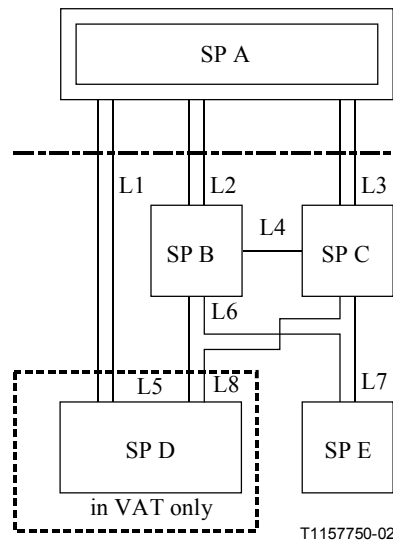 SP A
L1
L2
L3
L4
SP B
SP C
L6
L5
L8
L7
SP D
SP E
in VAT only
T1157750-02